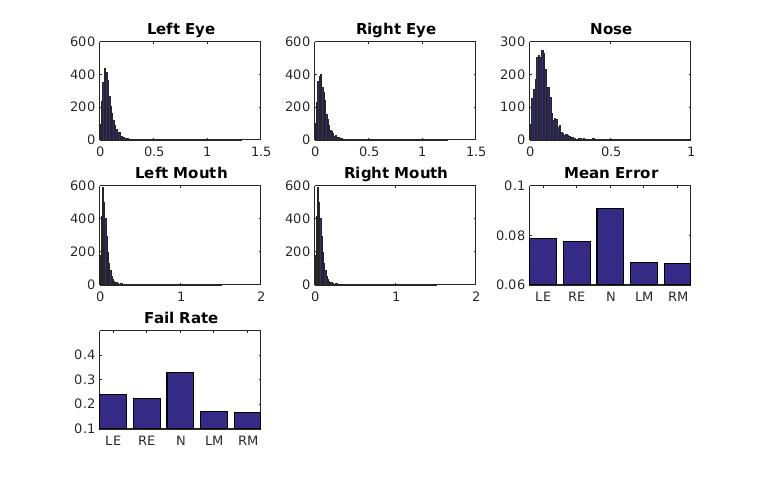 Left Eye
600
400
200
0
0 0.5 1 1.5
Right Eye
600
400
200
0
0 0.5 1 1.5
Nose
300
200
100
0
0 0.5 1
Left Mouth
600
400
200
0
0 1 2
Right Mouth
600
400
200
0
0 1 2
Mean Error
0.1
0.08
0.06
LE RE N LM RM
Fail Rate
0.4
0.3
0.2
0.1
LE RE N LM RM